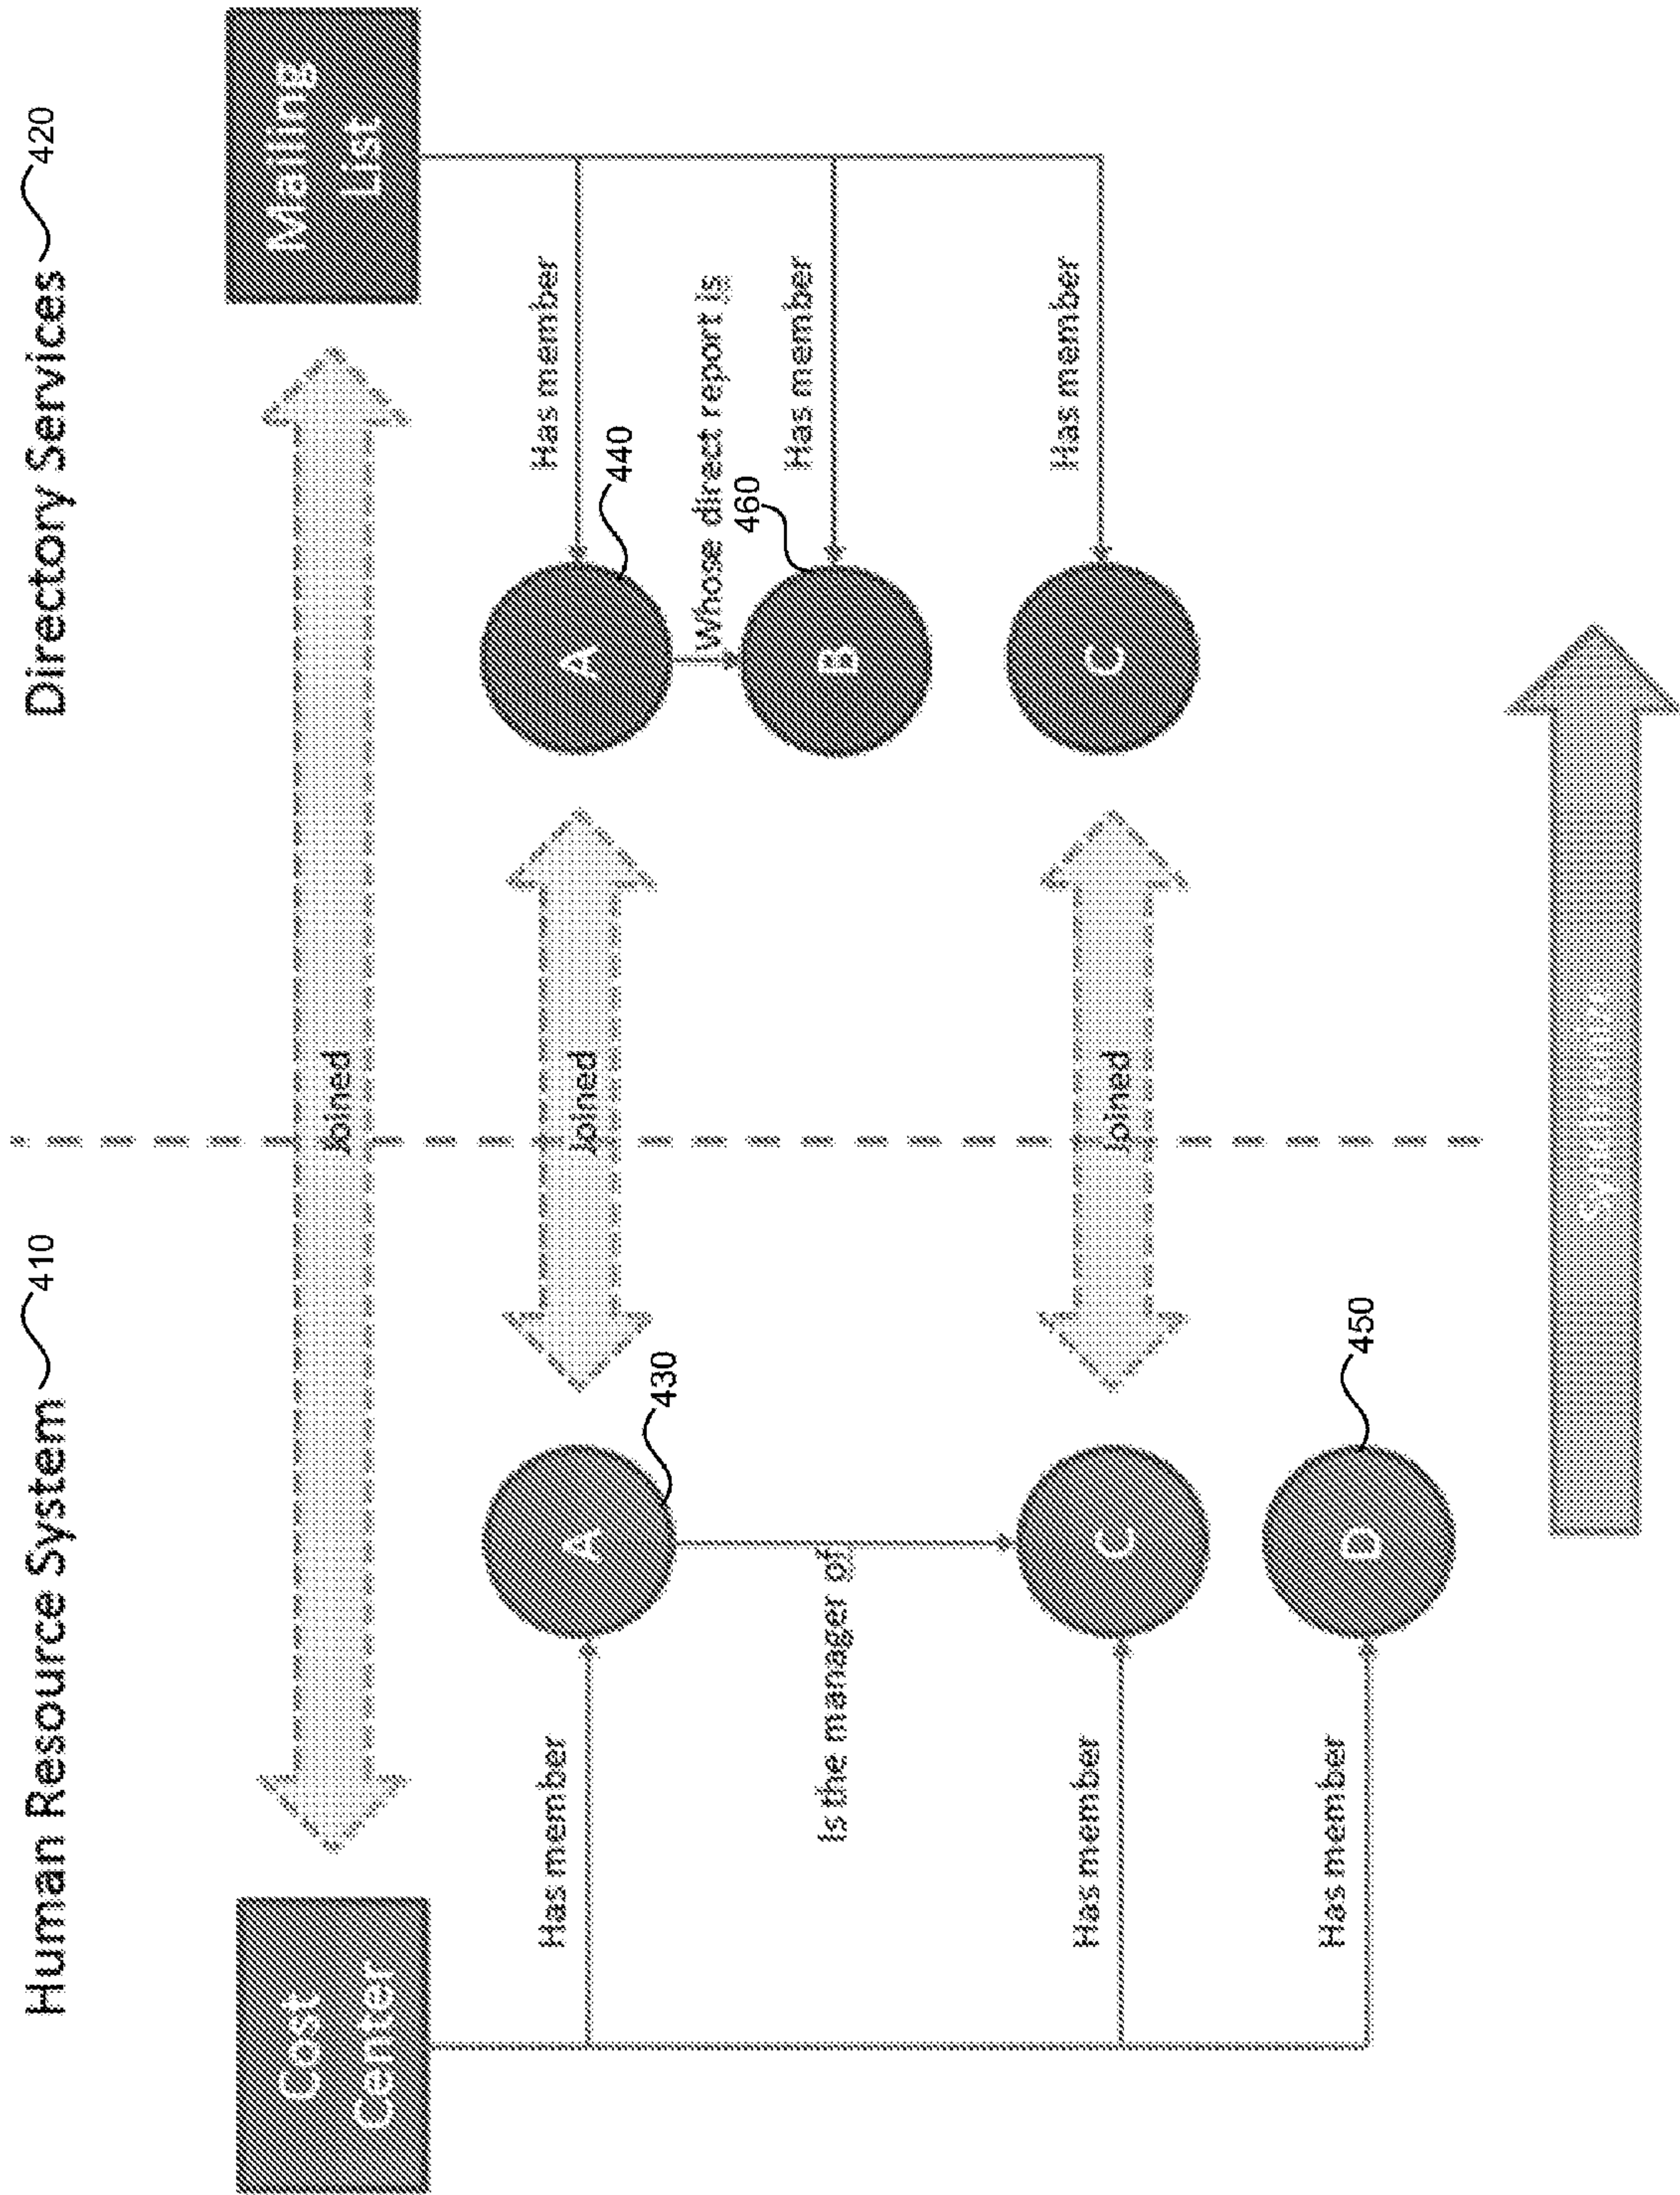 Human Resource System 410
Directory Services 420
Cost
Center
Joined
Mailing
List
Has member
A
430
Joined
A
440
Has member
Is the manager of
Whose direct report is
460
B
Has member
Has member
C
Joined
C
Has member
Has member
D
450